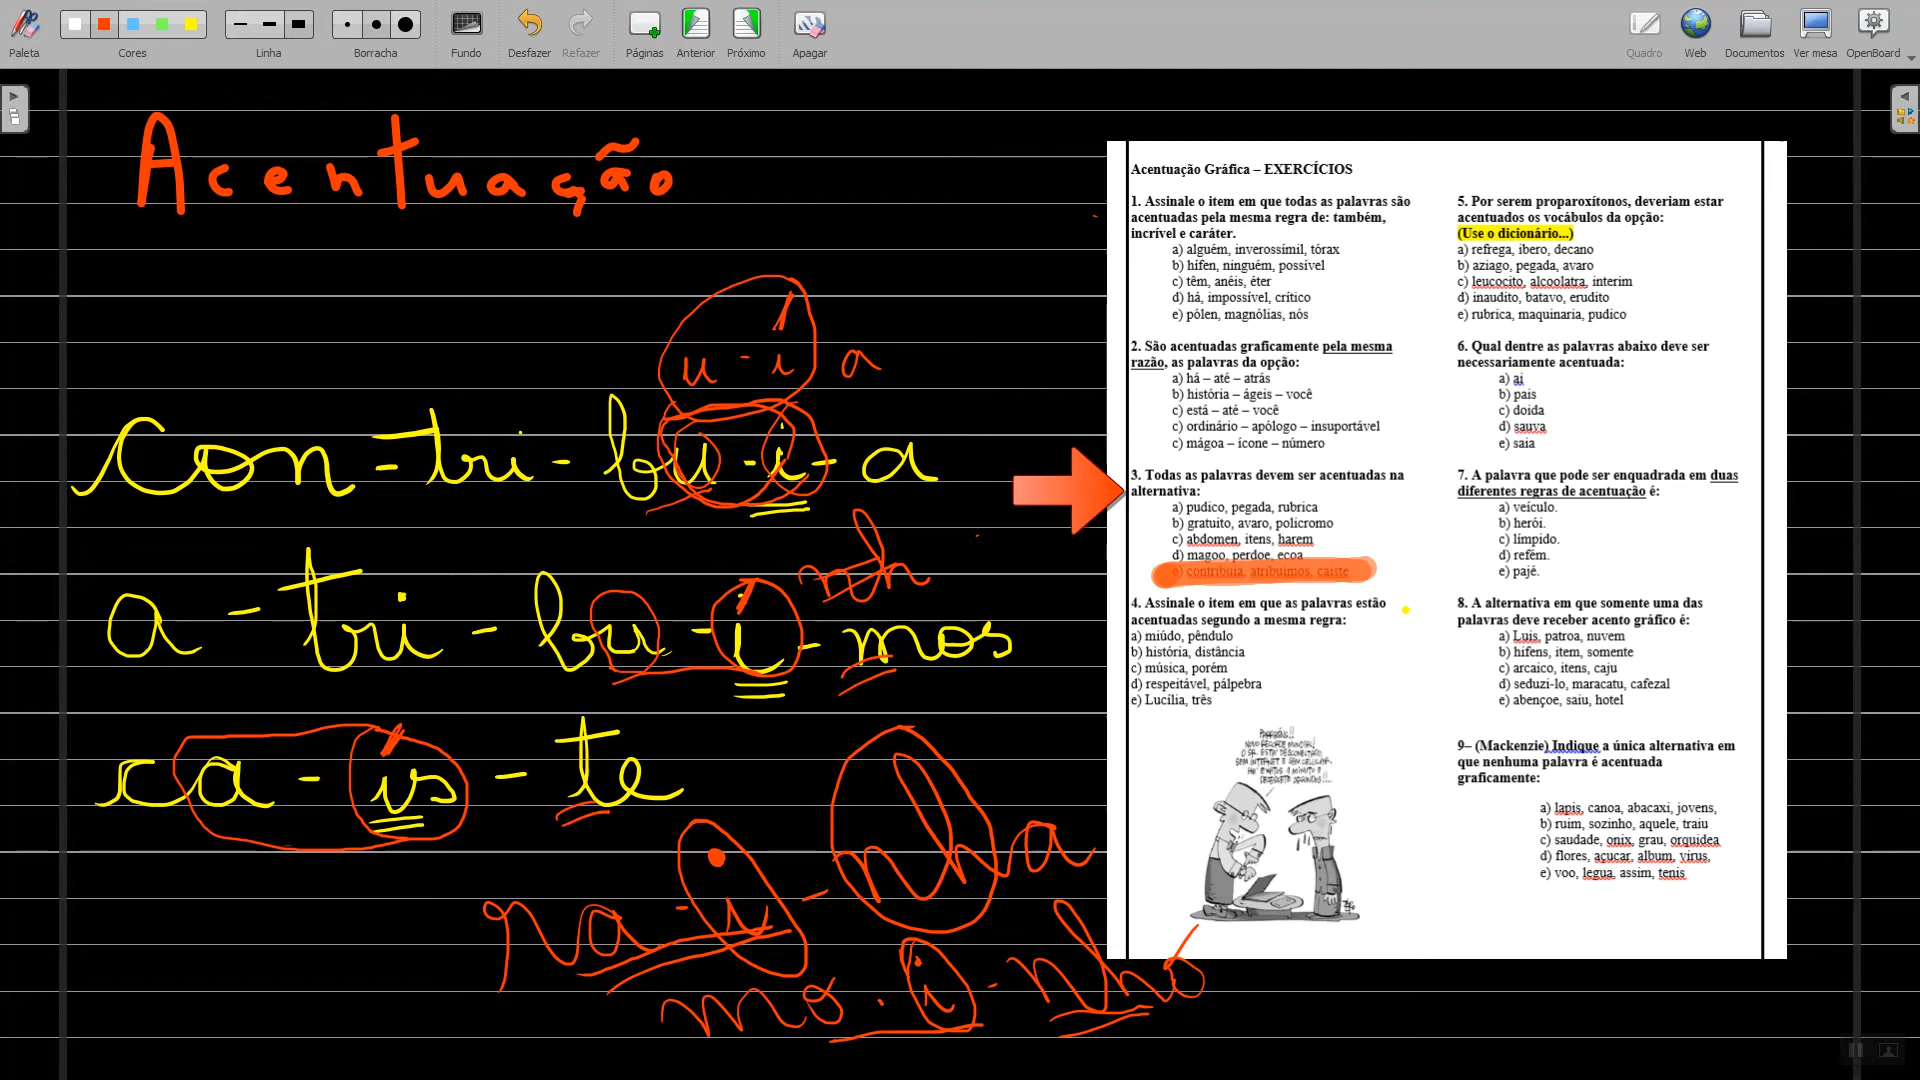 Paleta Cores Linha Borracha Fundo Desfazer Refazer Páginas Anterior Próximo Apagar Quadro Web Documentos Ver mesa OpenBoard
Acentuação
u - í a
Con - tri - bu - i - a
nh
a - tri - bu - í - mos
ca - ís - te
ra - i - nha
mo - i - nho
Acentuação Gráfica – EXERCÍCIOS
1. Assinale o item em que todas as palavras são
acentuadas pela mesma regra de: também,
incrível e caráter.
a) alguém, inverossímil, tórax
b) hífen, ninguém, possível
c) têm, anéis, éter
d) há, impossível, crítico
e) pólen, magnólias, nós
2. São acentuadas graficamente pela mesma
razão, as palavras da opção:
a) há – até – atrás
b) história – ágeis – você
c) está – até – você
c) ordinário – apólogo – insuportável
c) mágoa – ícone – número
3. Todas as palavras devem ser acentuadas na
alternativa:
a) pudico, pegada, rubrica
b) gratuito, avaro, policromo
c) abdomen, itens, harem
d) magoo, perdoe, ecoa
e) contribuia, atribuimos, caiste
4. Assinale o item em que as palavras estão
acentuadas segundo a mesma regra:
a) miúdo, pêndulo
b) história, distância
c) música, porém
d) respeitável, pálpebra
e) Lucília, três
5. Por serem proparoxítonos, deveriam estar
acentuados os vocábulos da opção:
(Use o dicionário...)
a) refrega, ibero, decano
b) aziago, pegada, avaro
c) leucocito, alcoolatra, interim
d) inaudito, batavo, erudito
e) rubrica, maquinaria, pudico
6. Qual dentre as palavras abaixo deve ser
necessariamente acentuada:
a) ai
b) pais
c) doida
d) sauva
e) saia
7. A palavra que pode ser enquadrada em duas
diferentes regras de acentuação é:
a) veículo.
b) herói.
c) límpido.
d) refém.
e) pajé.
8. A alternativa em que somente uma das
palavras deve receber acento gráfico é:
a) Luis, patroa, nuvem
b) hifens, item, somente
c) arcaico, itens, caju
d) seduzi-lo, maracatu, cafezal
e) abençoe, saiu, hotel
9– (Mackenzie) Indique a única alternativa em
que nenhuma palavra é acentuada
graficamente:
a) lapis, canoa, abacaxi, jovens,
b) ruim, sozinho, aquele, traiu
c) saudade, onix, grau, orquidea
d) flores, açucar, album, virus,
e) voo, legua, assim, tenis